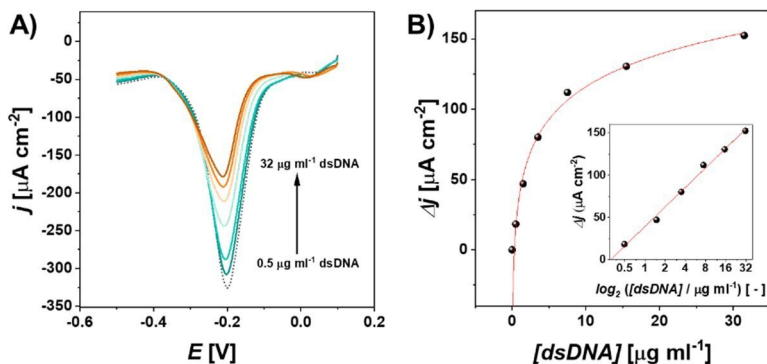 A)
0
-50
-100
-150
-200
-250
-300
-350
j [µA cm⁻²]
32 µg ml⁻¹ dsDNA
0.5 µg ml⁻¹ dsDNA
-0.6 -0.4 -0.2 0.0 0.2
E [V]
B)
150
100
50
0
Δj [µA cm⁻²]
0 10 20 30
[dsDNA] [µg ml⁻¹]
150
100
50
0
Δj (µA cm⁻²)
0.5 1 2 4 8 16 32
log₂ ([dsDNA] / µg ml⁻¹) [-]